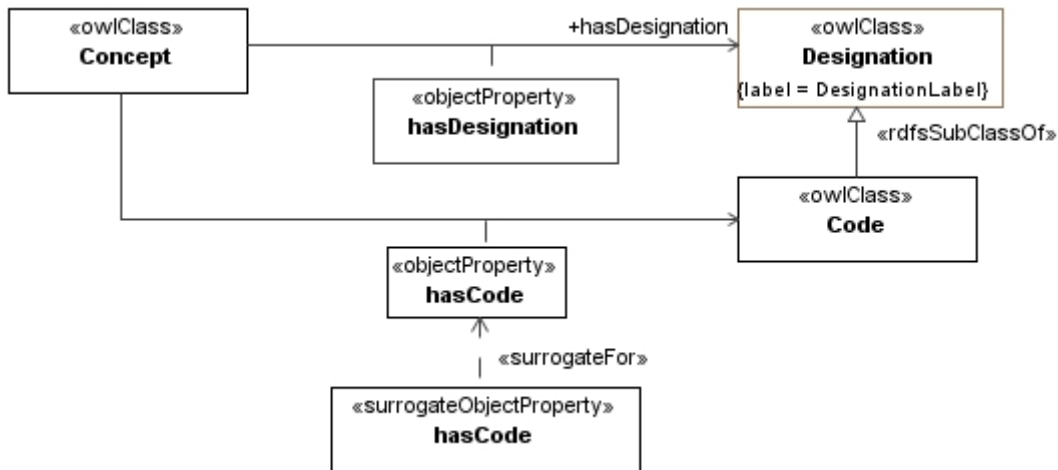 «owlClass»
Concept
+hasDesignation
«owlClass»
Designation
{label = DesignationLabel}
«objectProperty»
hasDesignation
«rdfsSubClassOf»
«owlClass»
Code
«objectProperty»
hasCode
«surrogateFor»
«surrogateObjectProperty»
hasCode